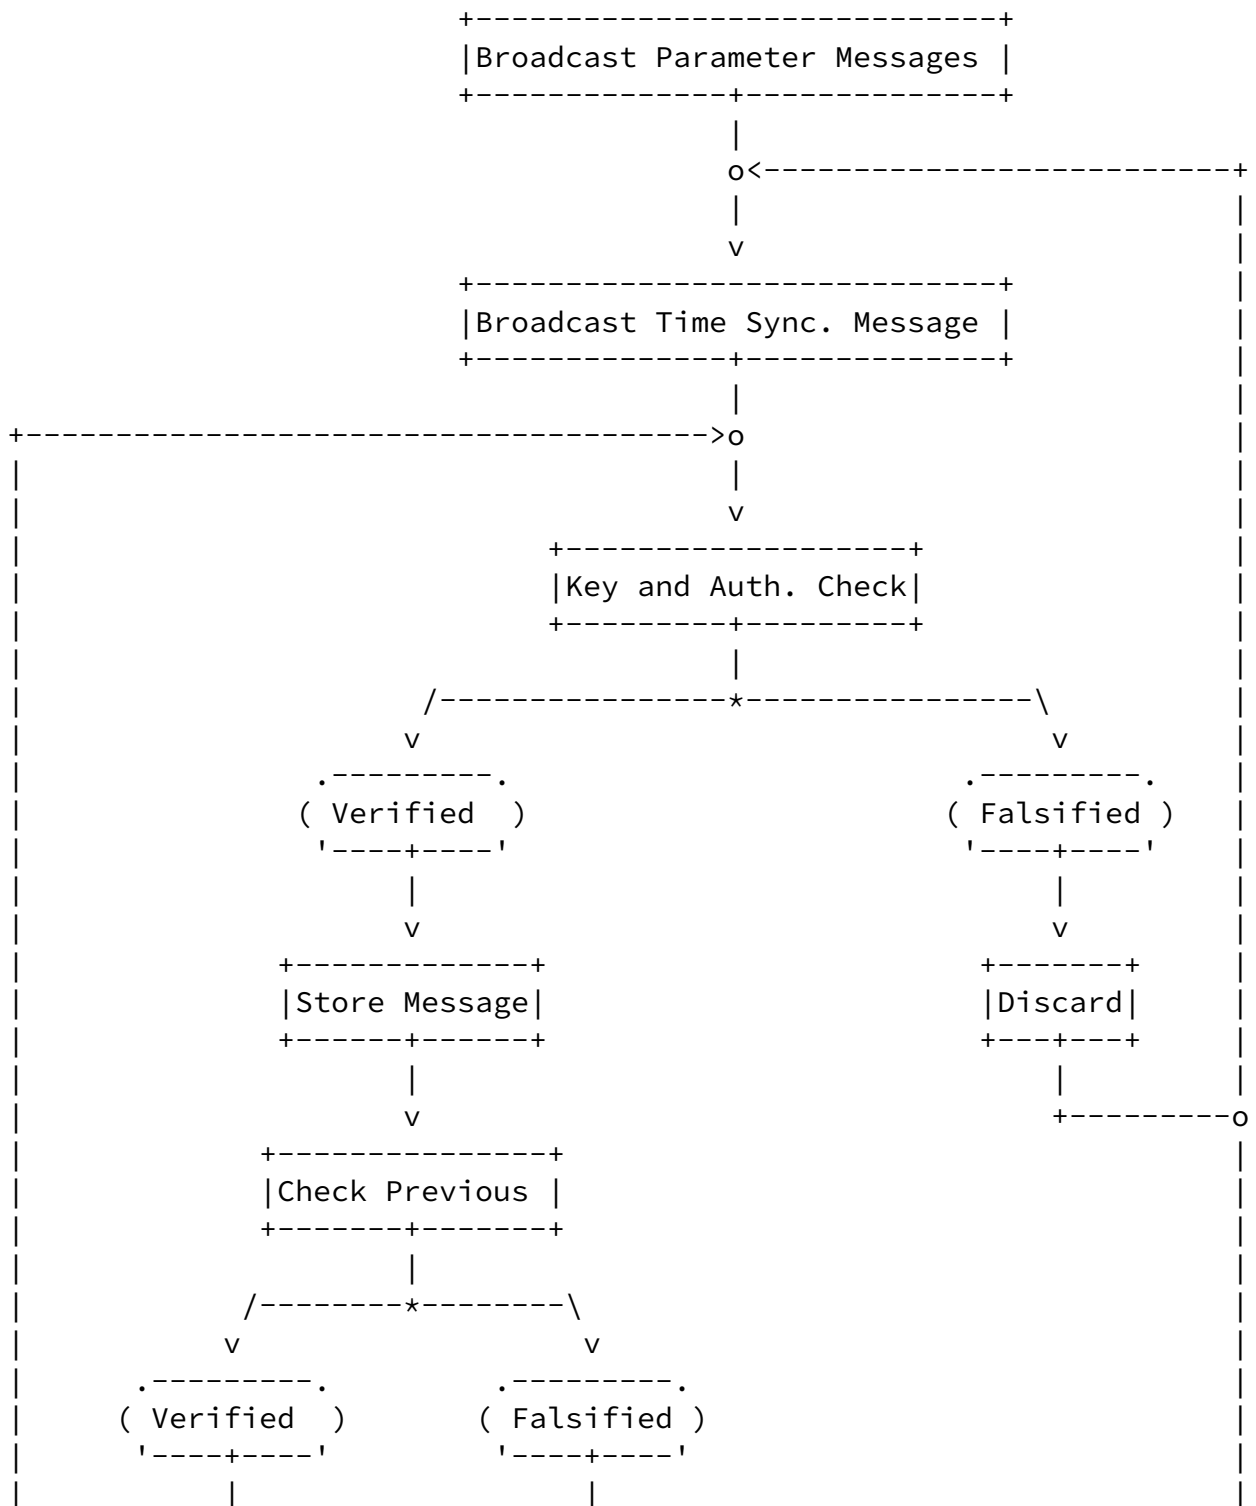 Broadcast Parameter Messages
Broadcast Time Sync. Message
Key and Auth. Check
Verified
Falsified
Store Message
Discard
Check Previous
Verified
Falsified